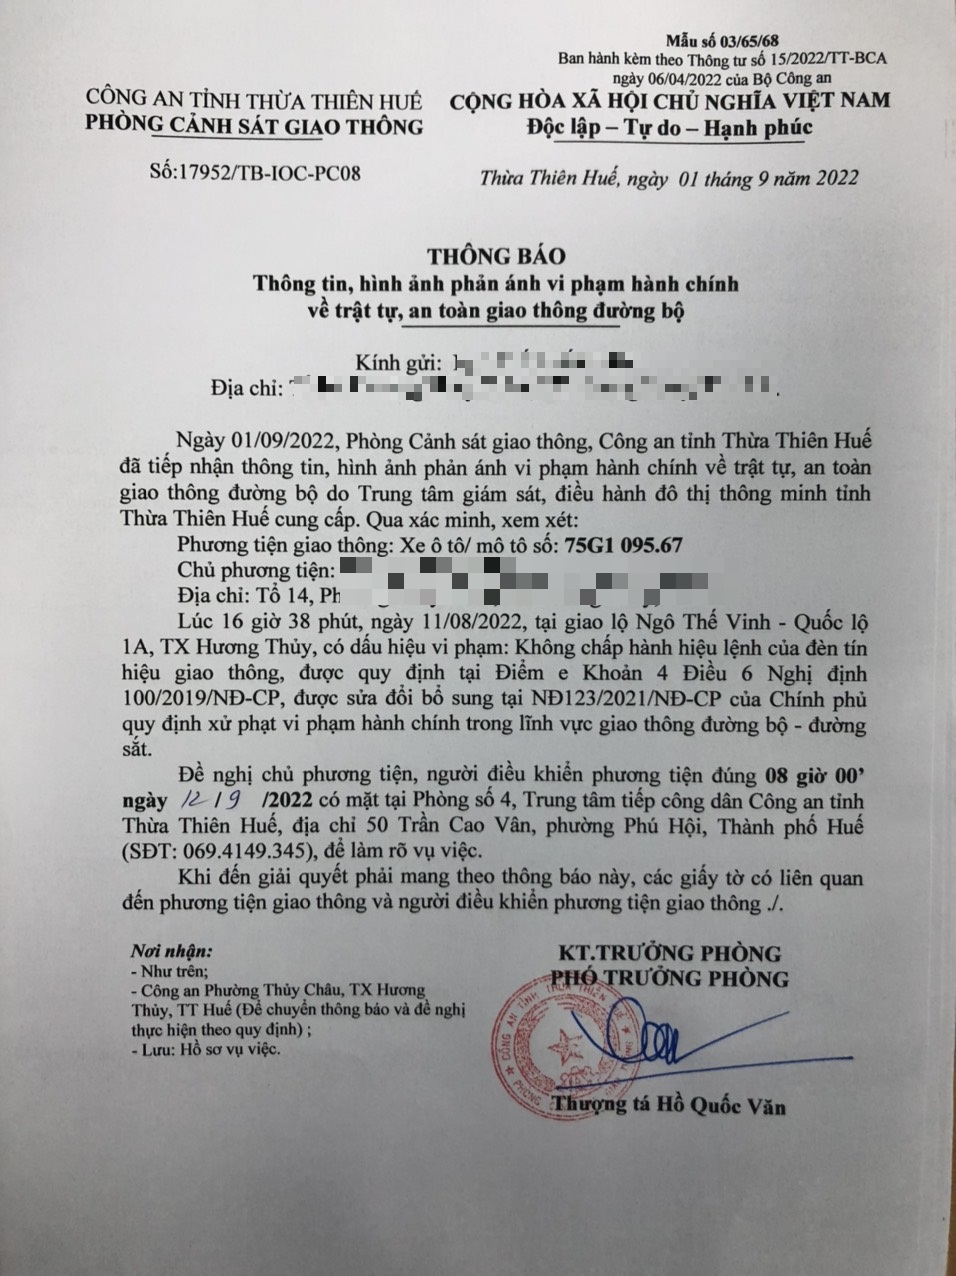 Mẫu số 03/65/68
Ban hành kèm theo Thông tư số 15/2022/TT-BCA
ngày 06/04/2022 của Bộ Công an
CÔNG AN TỈNH THỪA THIÊN HUẾ
PHÒNG CẢNH SÁT GIAO THÔNG
CỘNG HÒA XÃ HỘI CHỦ NGHĨA VIỆT NAM
Độc lập – Tự do – Hạnh phúc
Số:17952/TB-IOC-PC08
Thừa Thiên Huế, ngày 01 tháng 9 năm 2022
THÔNG BÁO
Thông tin, hình ảnh phản ánh vi phạm hành chính
về trật tự, an toàn giao thông đường bộ
Kính gửi:
Địa chỉ:
Ngày 01/09/2022, Phòng Cảnh sát giao thông, Công an tỉnh Thừa Thiên Huế
đã tiếp nhận thông tin, hình ảnh phản ánh vi phạm hành chính về trật tự, an toàn
giao thông đường bộ do Trung tâm giám sát, điều hành đô thị thông minh tỉnh
Thừa Thiên Huế cung cấp. Qua xác minh, xem xét:
Phương tiện giao thông: Xe ô tô/ mô tô số: 75G1 095.67
Chủ phương tiện:
Địa chỉ: Tổ 14,
Lúc 16 giờ 38 phút, ngày 11/08/2022, tại giao lộ Ngô Thế Vinh - Quốc lộ
1A, TX Hương Thủy, có dấu hiệu vi phạm: Không chấp hành hiệu lệnh của đèn tín
hiệu giao thông, được quy định tại Điểm e Khoản 4 Điều 6 Nghị định
100/2019/NĐ-CP, được sửa đổi bổ sung tại NĐ123/2021/NĐ-CP của Chính phủ
quy định xử phạt vi phạm hành chính trong lĩnh vực giao thông đường bộ - đường
sắt.
Đề nghị chủ phương tiện, người điều khiển phương tiện đúng 08 giờ 00’
ngày 12 / 9 /2022 có mặt tại Phòng số 4, Trung tâm tiếp công dân Công an tỉnh
Thừa Thiên Huế, địa chỉ 50 Trần Cao Vân, phường Phú Hội, Thành phố Huế
(SĐT: 069.4149.345), để làm rõ vụ việc.
Khi đến giải quyết phải mang theo thông báo này, các giấy tờ có liên quan
đến phương tiện giao thông và người điều khiển phương tiện giao thông ./.
Nơi nhận:
- Như trên;
- Công an Phường Thủy Châu, TX Hương
Thủy, TT Huế (Để chuyển thông báo và đề nghị
thực hiện theo quy định) ;
- Lưu: Hồ sơ vụ việc.
KT.TRƯỞNG PHÒNG
PHÓ TRƯỞNG PHÒNG
Thượng tá Hồ Quốc Văn